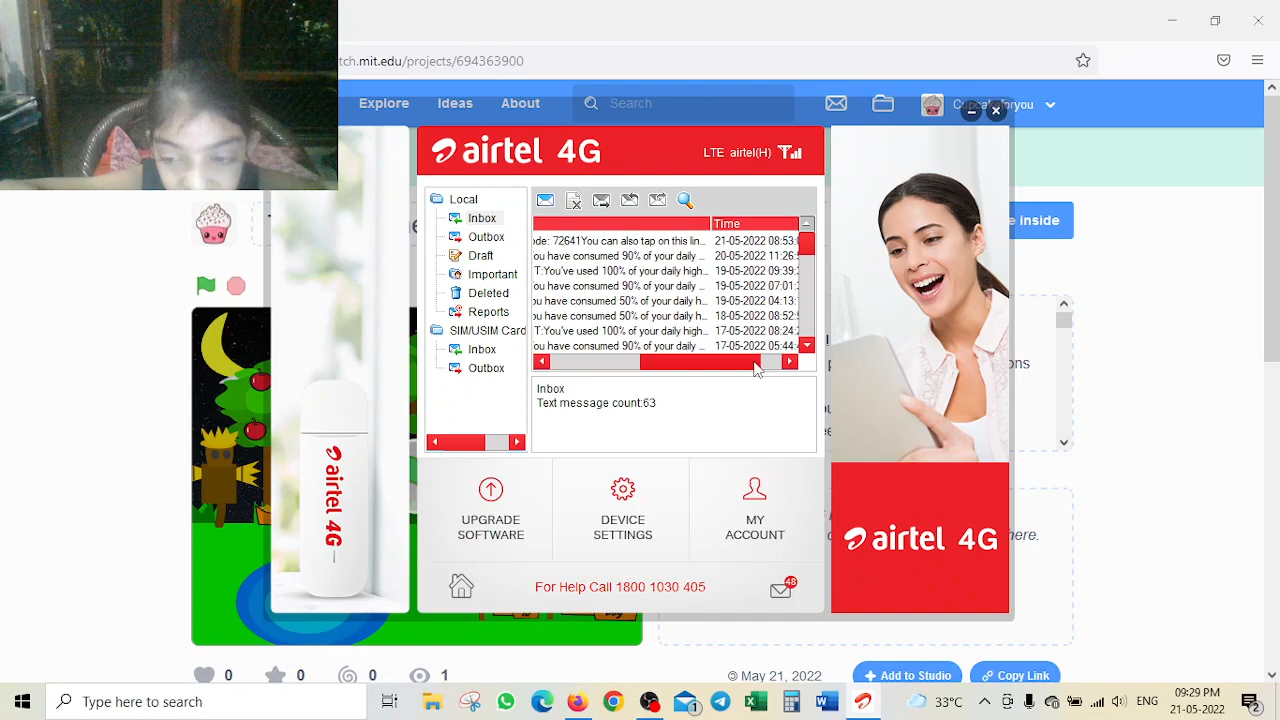 tch.mit.edu/projects/694363900
Explore
Ideas
About
Search
Cupcakeforyou
airtel 4G
LTE airtel(H)
Local
Inbox
Outbox
Draft
Important
Deleted
Reports
SIM/USIM Card
Inbox
Outbox
Time
ode: 72641You can also tap on this lin... 21-05-2022 08:53:
ou have consumed 90% of your daily ... 20-05-2022 11:26:
T:You've used 100% of your daily high... 19-05-2022 09:39:
ou have consumed 90% of your daily ... 19-05-2022 07:01:
ou have consumed 50% of your daily h... 19-05-2022 04:13:
ou have consumed 50% of your daily h... 18-05-2022 08:52:
T:You've used 100% of your daily high... 17-05-2022 08:24:
ou have consumed 90% of your daily ... 17-05-2022 05:44:
Inbox
Text message count:63
UPGRADE
SOFTWARE
DEVICE
SETTINGS
MY
ACCOUNT
For Help Call 1800 1030 405
48
airtel 4G
airtel 4G
e inside
ons
here.
0
0
0
1
© May 21, 2022
Add to Studio
Copy Link
Type here to search
1
33°C
ENG
09:29 PM
21-05-2022
2